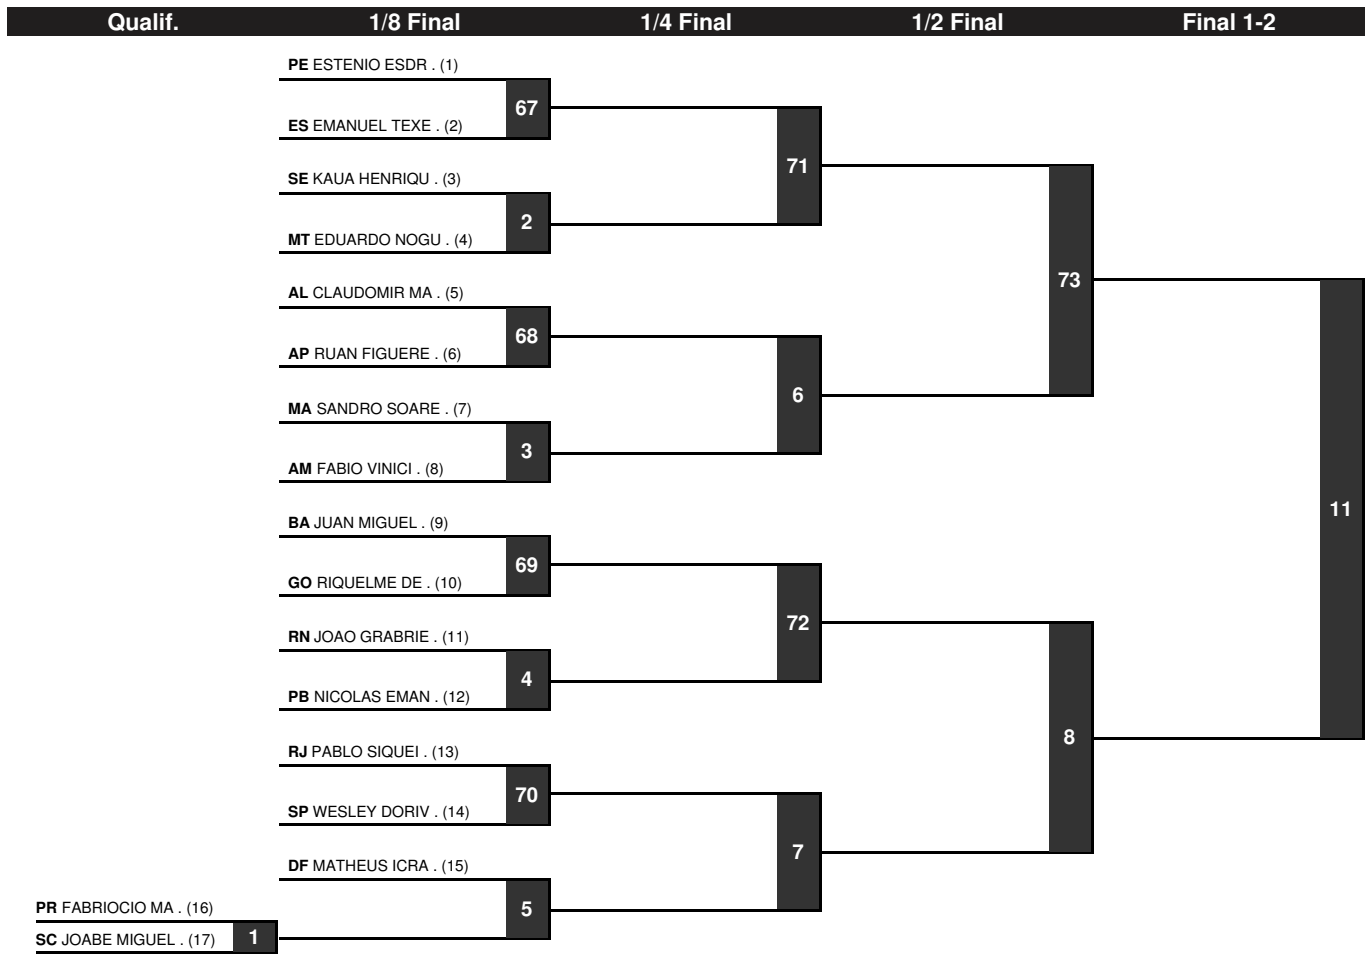 Qualif. 1/8 Final 1/4 Final 1/2 Final Final 1-2
PE ESTENIO ESDR . (1)
67
ES EMANUEL TEXE . (2)
71
SE KAUA HENRIQU . (3)
2
MT EDUARDO NOGU . (4)
73
AL CLAUDOMIR MA . (5)
68
AP RUAN FIGUERE . (6)
6
MA SANDRO SOARE . (7)
3
AM FABIO VINICI . (8)
11
BA JUAN MIGUEL . (9)
69
GO RIQUELME DE . (10)
72
RN JOAO GRABRIE . (11)
4
PB NICOLAS EMAN . (12)
8
RJ PABLO SIQUEI . (13)
70
SP WESLEY DORIV . (14)
7
DF MATHEUS ICRA . (15)
5
PR FABRIOCIO MA . (16)
SC JOABE MIGUEL . (17) 1